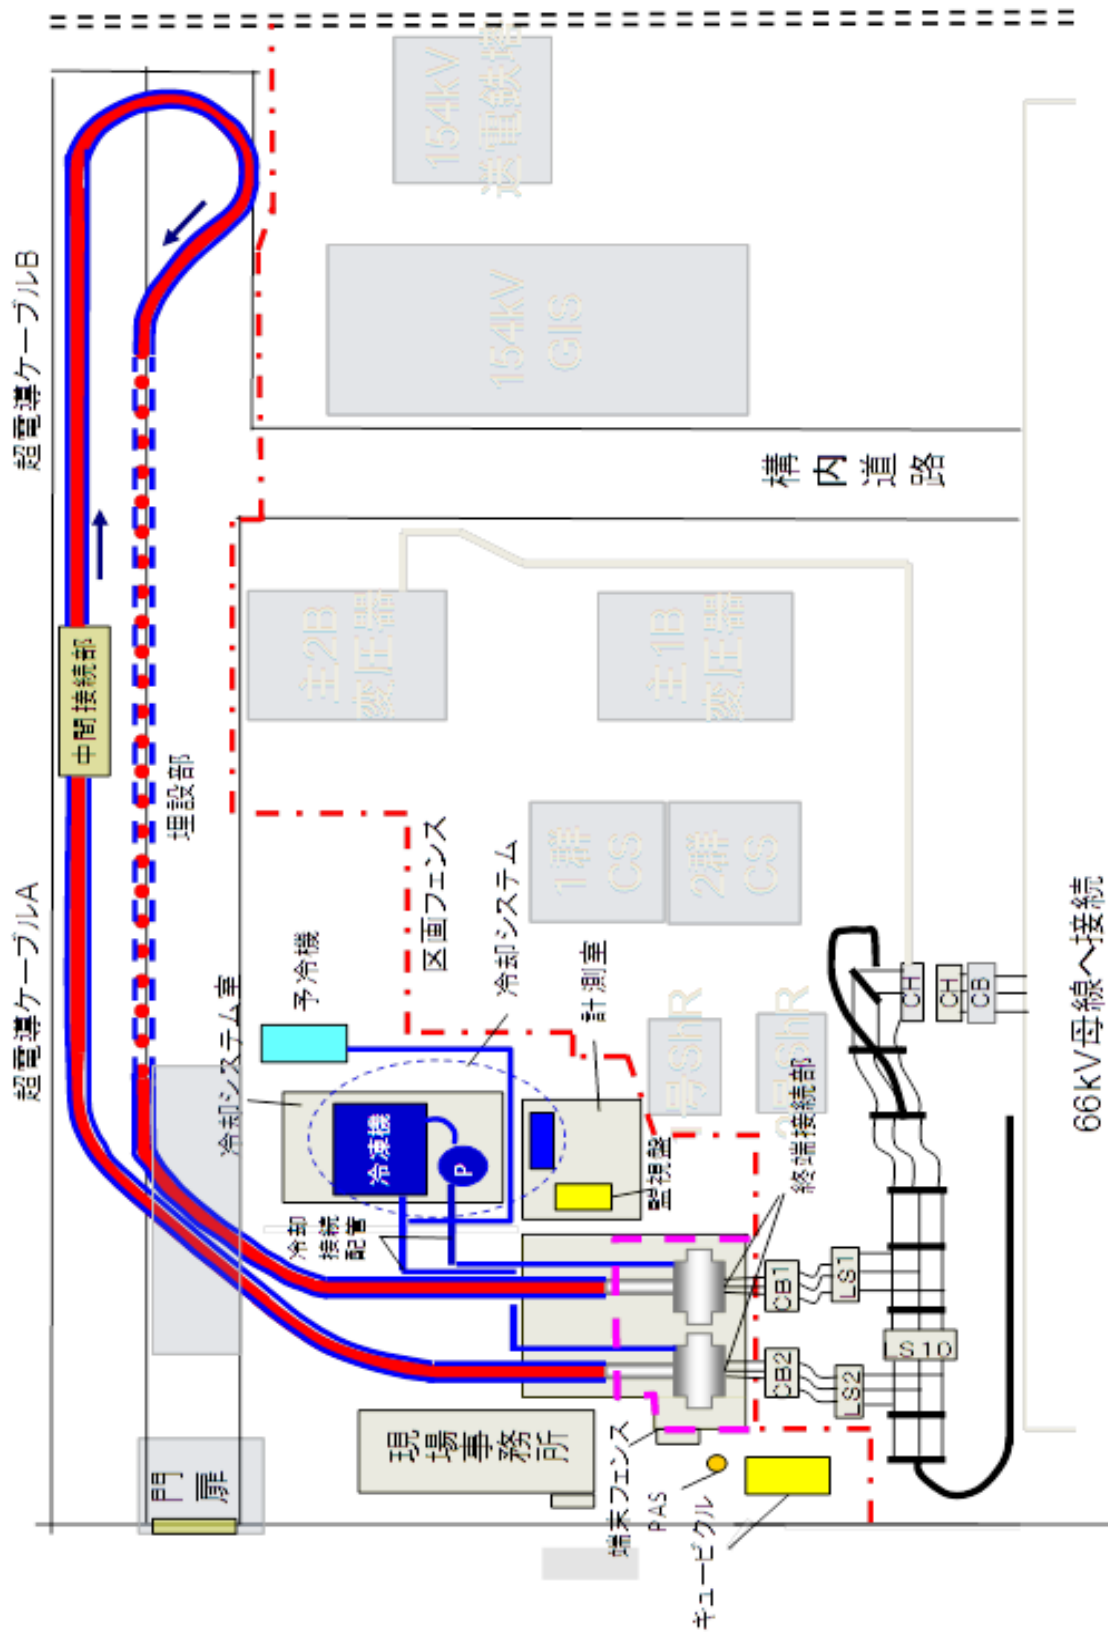 超電導ケーブルA
超電導ケーブルB
中間接続部
埋設部
154kV
送電鉄塔
154kV
GIS
構内道路
主2B
変圧器
主1B
変圧器
1群
CS
2群
CS
区画フェンス
冷却システム
計測室
予冷機
冷却システム室
冷凍機
P
冷却
接続
配管
監視盤
号ShR
2号ShR
終端接続部
CB1
LS1
CB2
LS2
LS10
CH
CH
CB
66kV母線へ接続
門扉
現場事務所
端末フェンス
PAS
キュービクル